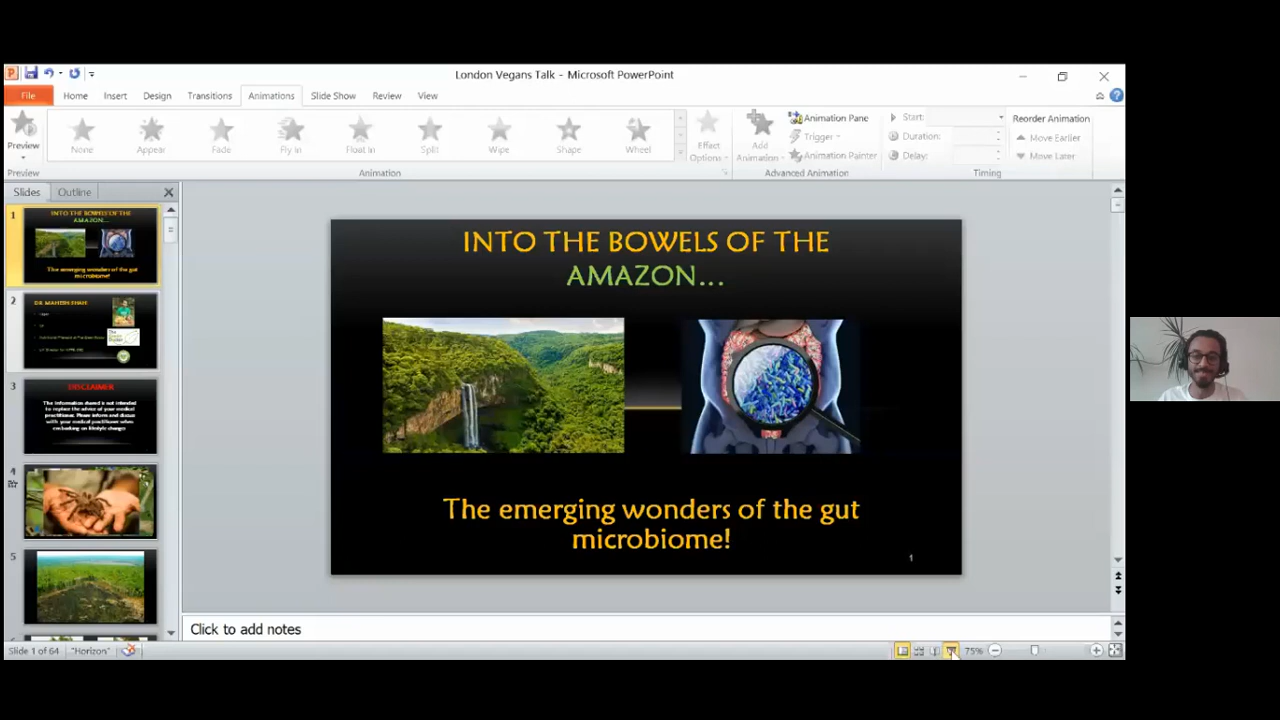 London Vegans Talk - Microsoft PowerPoint
File
Home
Insert
Design
Transitions
Animations
Slide Show
Review
View
Preview
None
Appear
Fade
Fly In
Float In
Split
Wipe
Shape
Wheel
Effect
Options
Add
Animation
Animation Pane
Trigger
Animation Painter
Start:
Duration:
Delay:
Reorder Animation
Move Earlier
Move Later
Preview
Animation
Advanced Animation
Timing
Slides
Outline
1
INTO THE BOWELS OF THE
AMAZON...
The emerging wonders of the gut
microbiome!
2
DR MAHESH SHAH
3
DISCLAIMER
The information shared is not intended
to replace the advice of your medical
practitioner. Please inform and discuss
with your medical practitioner when
embarking on lifestyle changes
4
5
INTO THE BOWELS OF THE
AMAZON...
The emerging wonders of the gut
microbiome!
1
Click to add notes
Slide 1 of 64
"Horizon"
75%